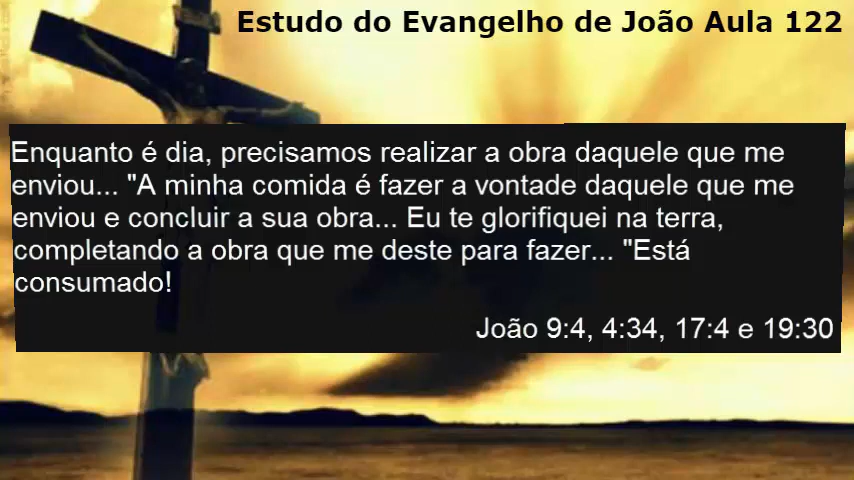 Estudo do Evangelho de João Aula 122
Enquanto é dia, precisamos realizar a obra daquele que me
enviou... "A minha comida é fazer a vontade daquele que me
enviou e concluir a sua obra... Eu te glorifiquei na terra,
completando a obra que me deste para fazer... "Está
consumado!
João 9:4, 4:34, 17:4 e 19:30